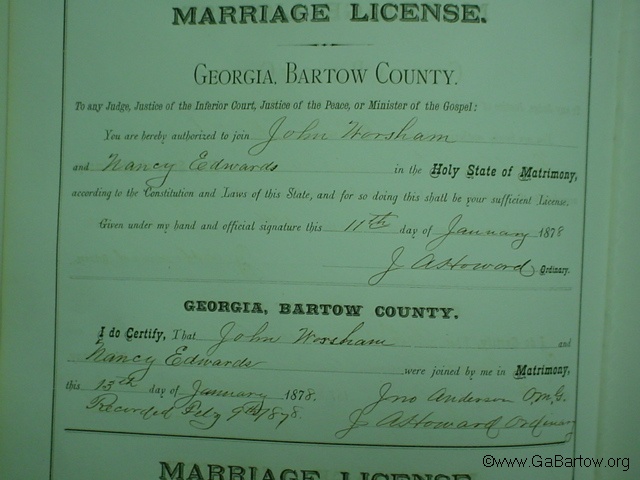 MARRIAGE LICENSE.
GEORGIA, BARTOW COUNTY.
To any Judge, Justice of the Inferior Court, Justice of the Peace, or Minister of the Gospel:
You are hereby authorized to join John Worsham
and Nancy Edwards in the Holy State of Matrimony,
according to the Constitution and Laws of this State, and for so doing this shall be your sufficient License.
Given under my hand and official signature this 11th day of January 1878
J A Howard Ordinary.
GEORGIA, BARTOW COUNTY.
I do Certify, That John Worsham and
Nancy Edwards were joined by me in Matrimony,
this 13th day of January 1878. Jno Anderson O.M.G.
Recorded Feby 9th 1878. J A Howard Ordinary
MARRIAGE LICENSE.
©www.GaBartow.org